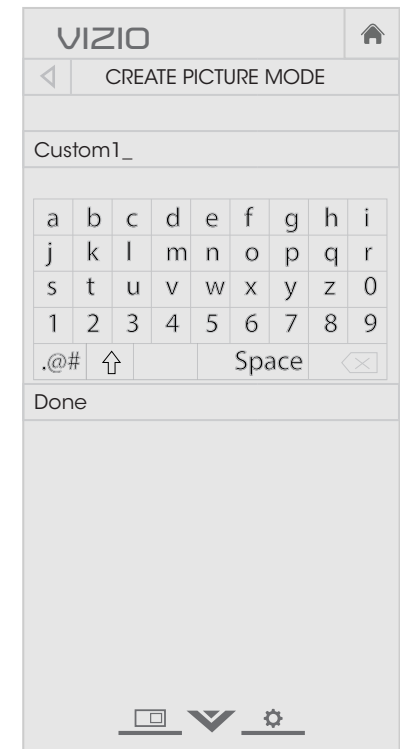 VIZIO
CREATE PICTURE MODE
Custom1_
a b c d e f g h i
j k l m n o p q r
s t u v w x y z 0
1 2 3 4 5 6 7 8 9
.@# Space
Done